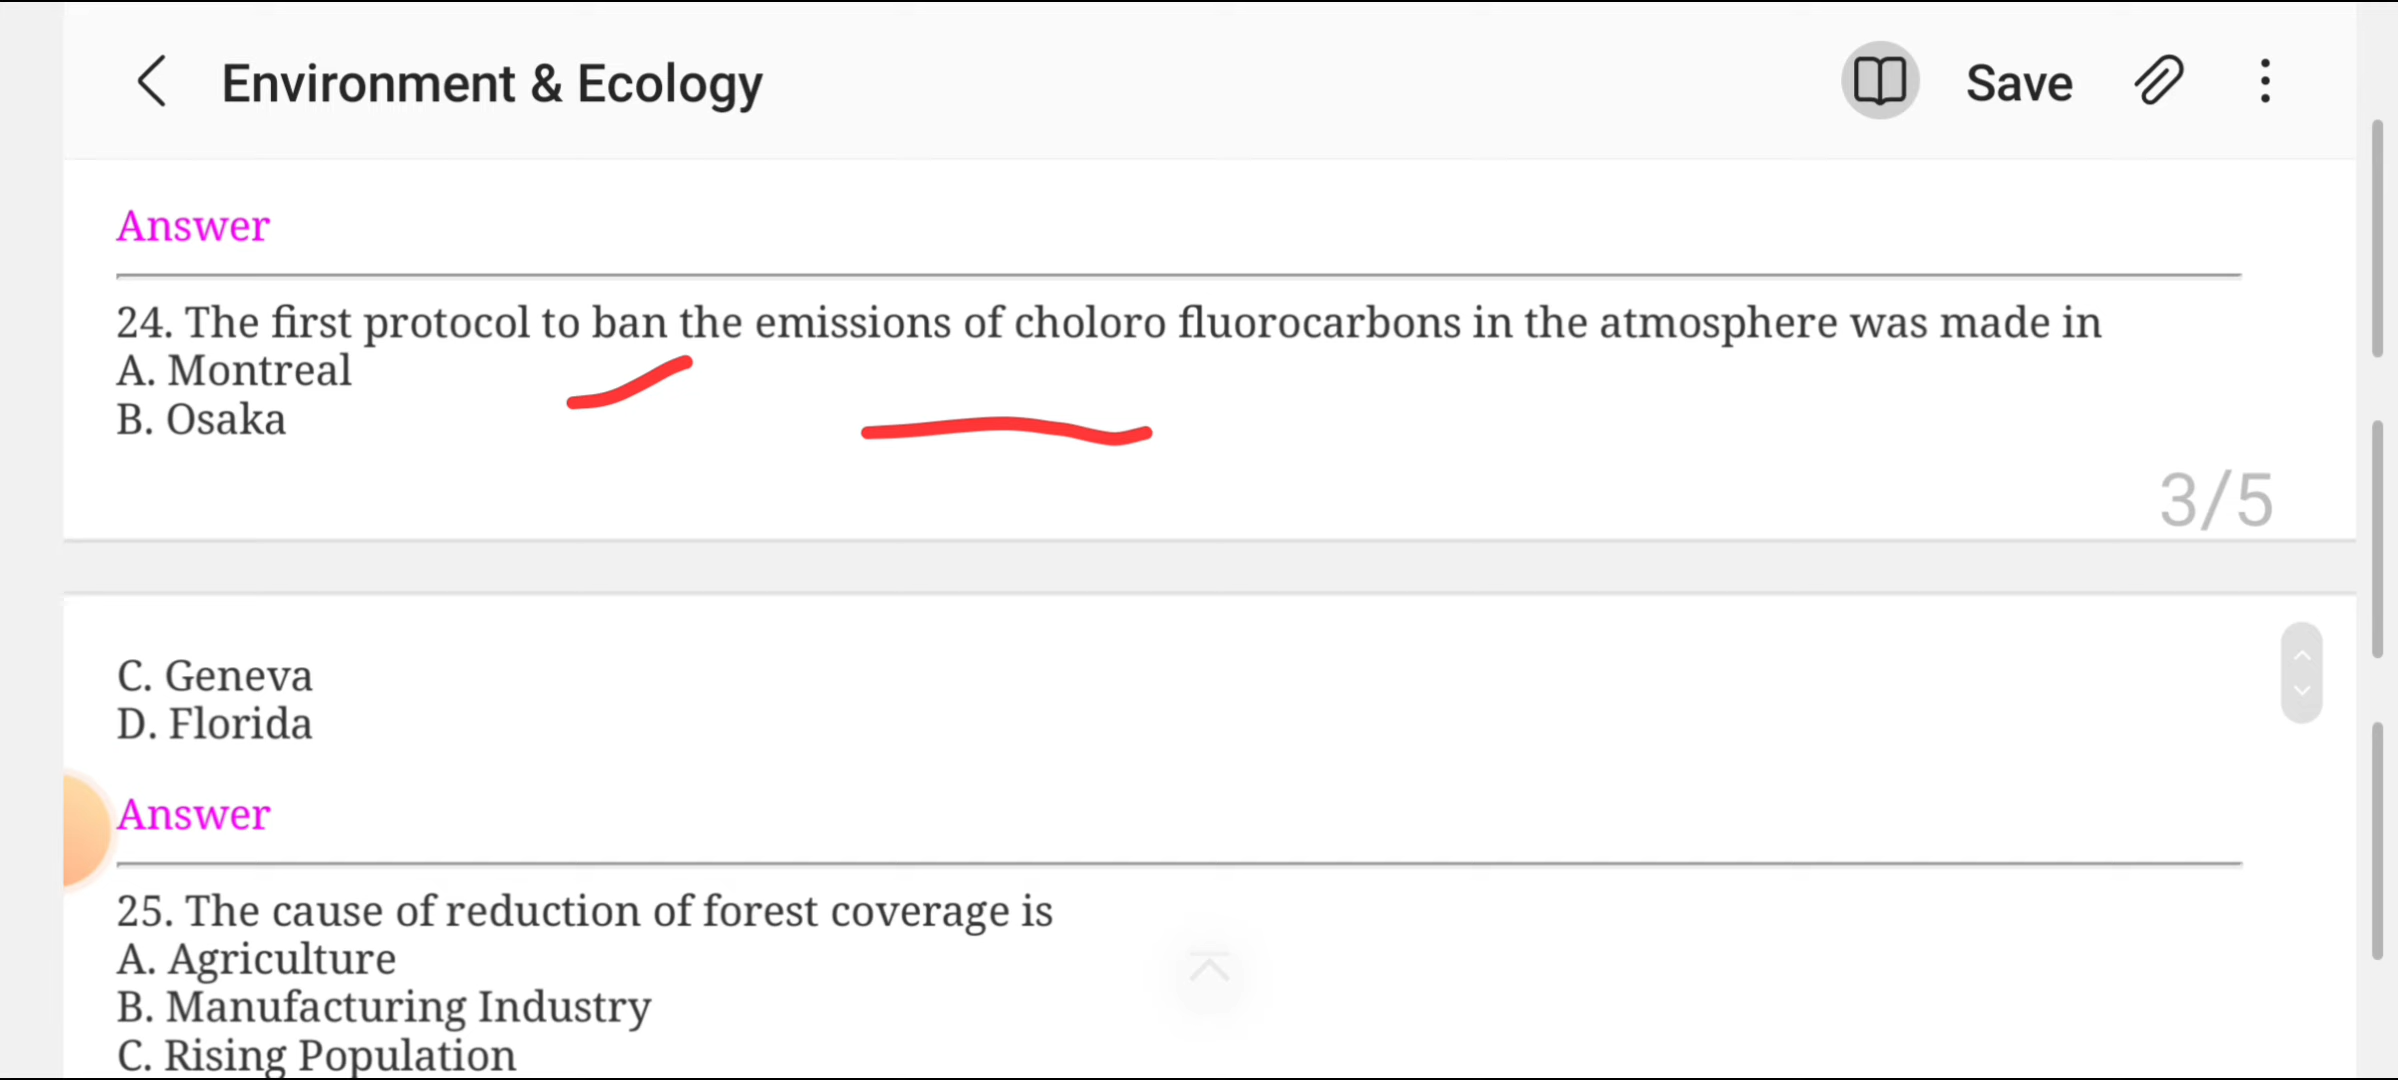 Environment & Ecology
Save
Answer
24. The first protocol to ban the emissions of choloro fluorocarbons in the atmosphere was made in
A. Montreal
B. Osaka
3/5
C. Geneva
D. Florida
Answer
25. The cause of reduction of forest coverage is
A. Agriculture
B. Manufacturing Industry
C. Rising Population